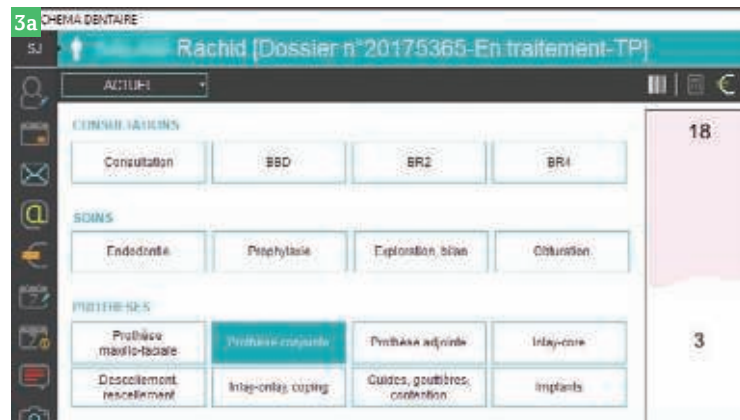 3a
SCHEMA DENTAIRE
SJ
Rachid [Dossier n°20175365-En traitement-TP]
ACTUEL
CONSULTATIONS
Consultation BBD BR2 BR4
18
SOINS
Endodontie Prophylaxie Exploration, bilan Obturation
PROTHESES
Prothèse maxillo-faciale
Prothèse conjointe
Prothèse adjointe
Inlay-core
3
Descellement, rescellement
Inlay-onlay, coping
Guides, gouttières, contention
Implants